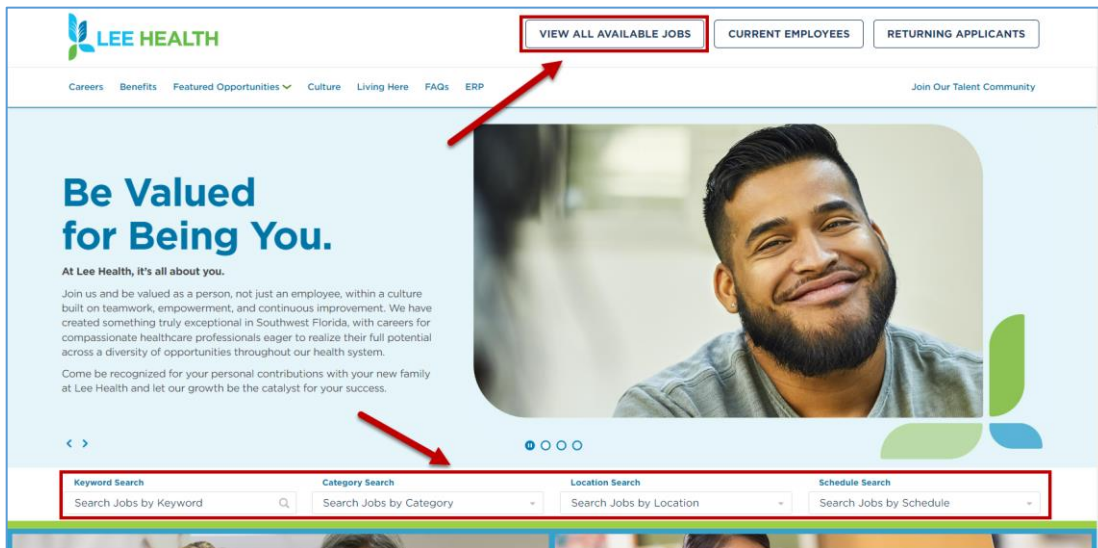 LEE HEALTH
VIEW ALL AVAILABLE JOBS
CURRENT EMPLOYEES
RETURNING APPLICANTS
Careers Benefits Featured Opportunities Culture Living Here FAQs ERP
Join Our Talent Community
Be Valued
for Being You.
At Lee Health, it's all about you.
Join us and be valued as a person, not just an employee, within a culture
built on teamwork, empowerment, and continuous improvement. We have
created something truly exceptional in Southwest Florida, with careers for
compassionate healthcare professionals eager to realize their full potential
across a diversity of opportunities throughout our health system.
Come be recognized for your personal contributions with your new family
at Lee Health and let our growth be the catalyst for your success.
Keyword Search
Search Jobs by Keyword
Category Search
Search Jobs by Category
Location Search
Search Jobs by Location
Schedule Search
Search Jobs by Schedule